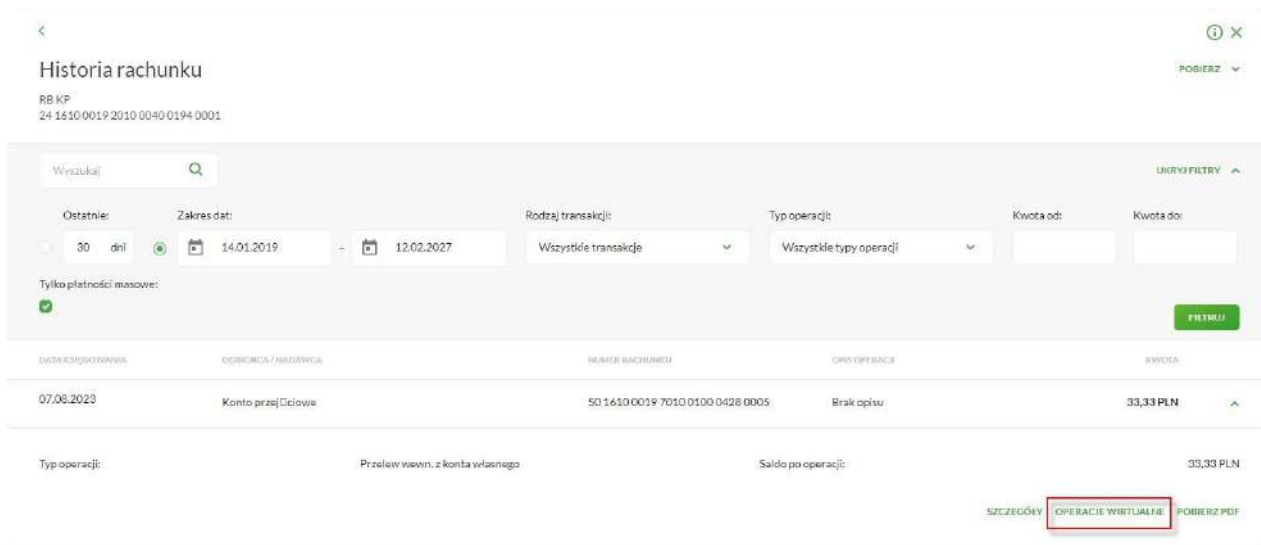 Historia rachunku
POBIERZ
RB KP
24 1610 0019 2010 0040 0194 0001
Wyszukaj
UKRYJ FILTRY
Ostatnie: Zakres dat: Rodzaj transakcji: Typ operacji: Kwota od: Kwota do:
30 dni 14.01.2019 - 12.02.2027 Wszystkie transakcje Wszystkie typy operacji
Tylko płatności masowe:
FILTRUJ
DATA KSIĘGOWANIA ODBIORCA / NADAWCA NUMER RACHUNKU OPIS OPERACJI KWOTA
07.08.2023 Konto przej□ciowe 50 1610 0019 7010 0100 0428 0005 Brak opisu 33,33 PLN
Typ operacji: Przelew wewn. z konta własnego Saldo po operacji: 33,33 PLN
SZCZEGÓŁY OPERACJE WIRTUALNE POBIERZ PDF